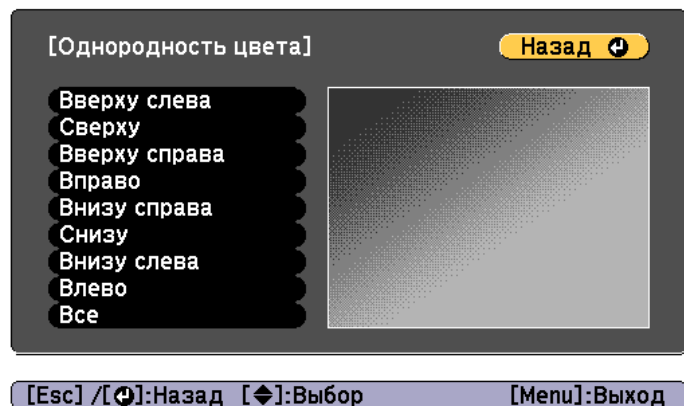 [Однородность цвета] Назад
Вверху слева
Сверху
Вверху справа
Вправо
Внизу справа
Снизу
Внизу слева
Влево
Все
[Esc] /[]:Назад []:Выбор [Menu]:Выход